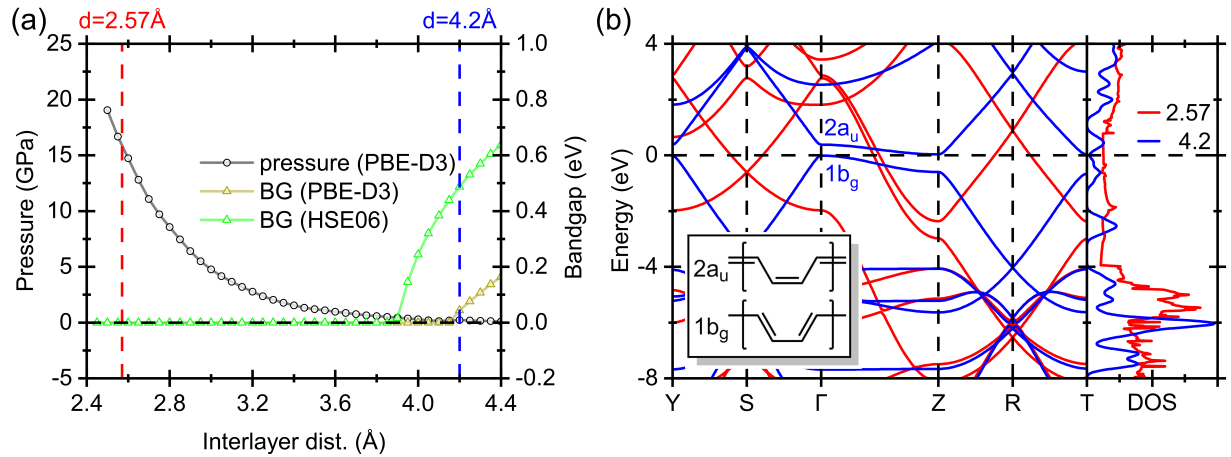 (a)
d=2.57Å
d=4.2Å
25
20
15
10
5
0
-5
Pressure (GPa)
1.0
0.8
0.6
0.4
0.2
0.0
-0.2
Bandgap (eV)
pressure (PBE-D3)
BG (PBE-D3)
BG (HSE06)
2.4
2.8
3.2
3.6
4.0
4.4
Interlayer dist. (Å)
(b)
4
0
-4
-8
Energy (eV)
2aᵤ
1b₉
2.57
4.2
2aᵤ
1b₉
Y
S
Γ
Z
R
T
DOS